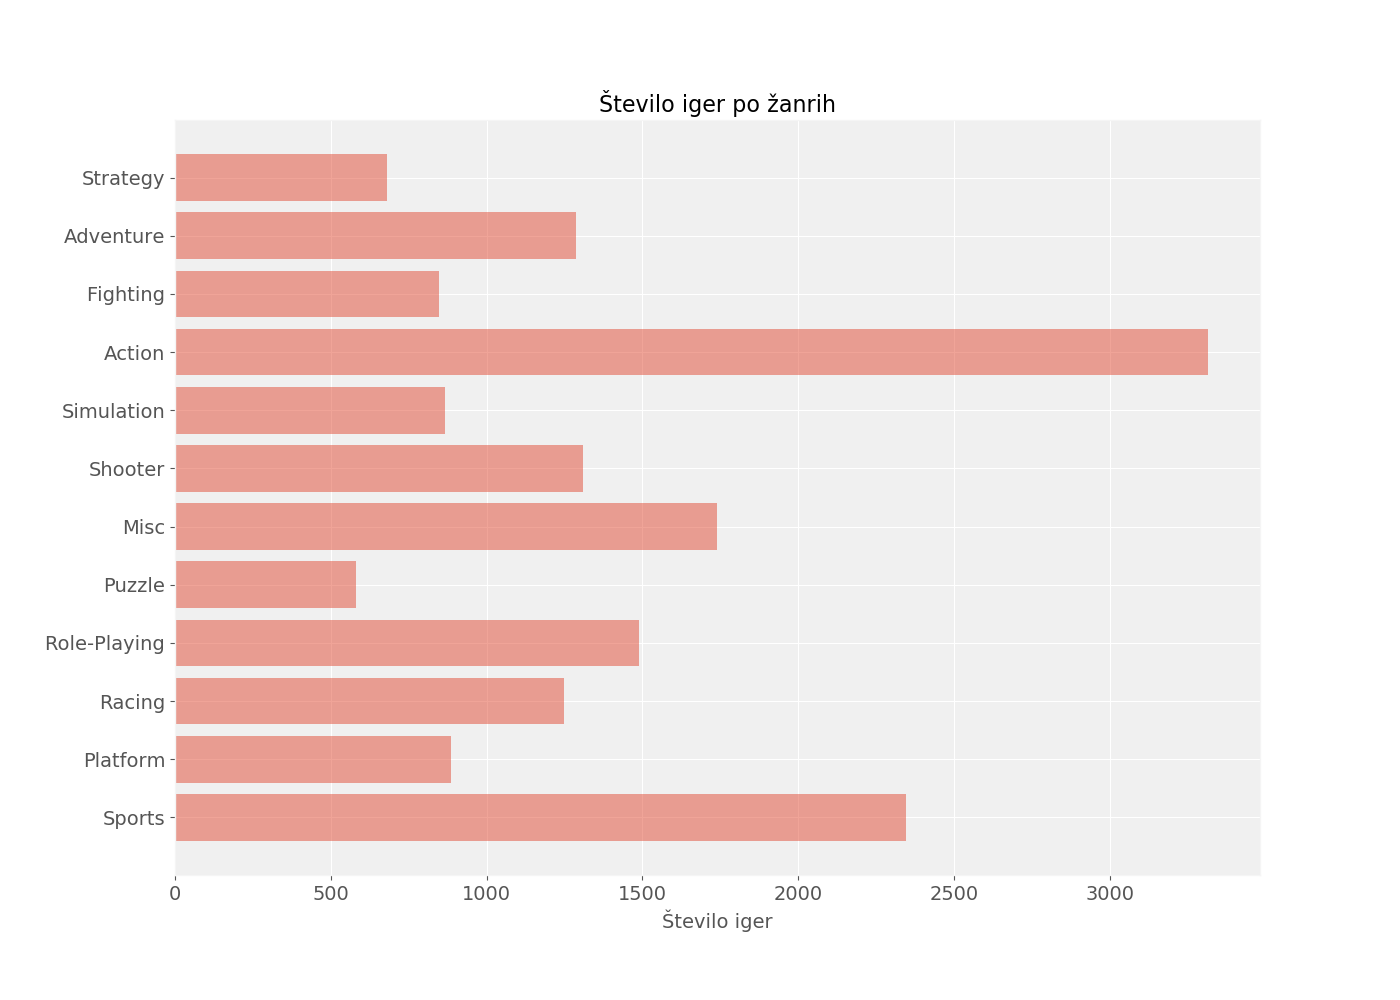 Število iger po žanrih
Strategy
Adventure
Fighting
Action
Simulation
Shooter
Misc
Puzzle
Role-Playing
Racing
Platform
Sports
0 500 1000 1500 2000 2500 3000
Število iger